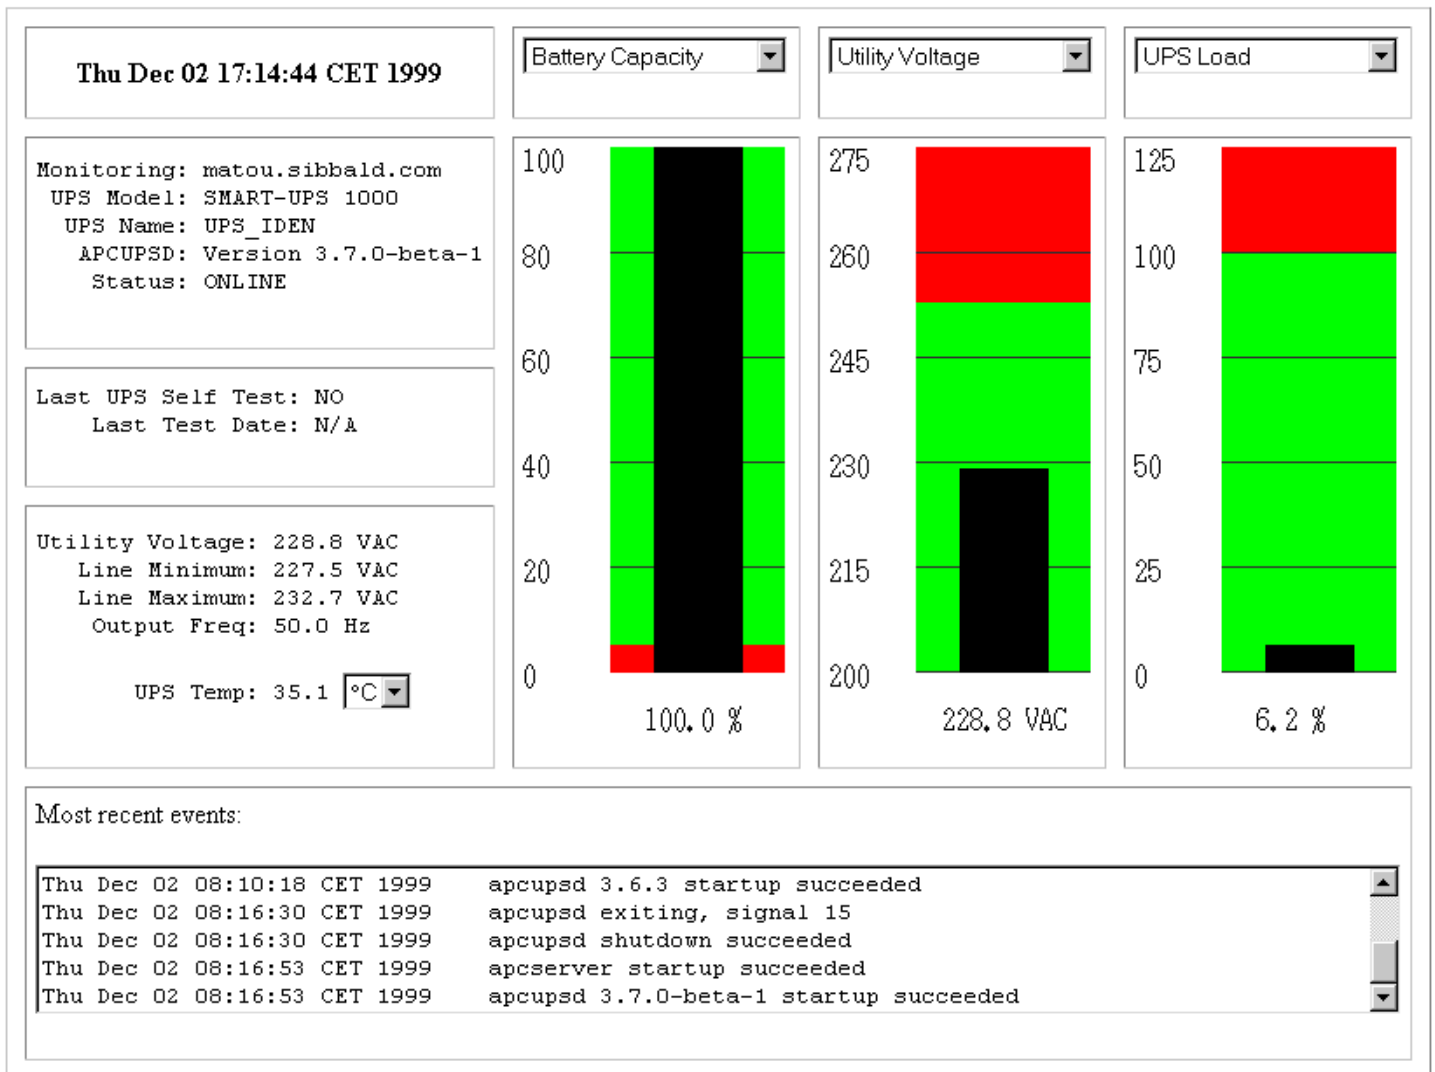 Thu Dec 02 17:14:44 CET 1999
Battery Capacity
Utility Voltage
UPS Load
Monitoring: matou.sibbald.com
UPS Model: SMART-UPS 1000
UPS Name: UPS_IDEN
APCUPSD: Version 3.7.0-beta-1
Status: ONLINE
Last UPS Self Test: NO
Last Test Date: N/A
Utility Voltage: 228.8 VAC
Line Minimum: 227.5 VAC
Line Maximum: 232.7 VAC
Output Freq: 50.0 Hz
UPS Temp: 35.1 °C
100
80
60
40
20
0
100.0 %
275
260
245
230
215
200
228.8 VAC
125
100
75
50
25
0
6.2 %
Most recent events:
Thu Dec 02 08:10:18 CET 1999 apcupsd 3.6.3 startup succeeded
Thu Dec 02 08:16:30 CET 1999 apcupsd exiting, signal 15
Thu Dec 02 08:16:30 CET 1999 apcupsd shutdown succeeded
Thu Dec 02 08:16:53 CET 1999 apcserver startup succeeded
Thu Dec 02 08:16:53 CET 1999 apcupsd 3.7.0-beta-1 startup succeeded